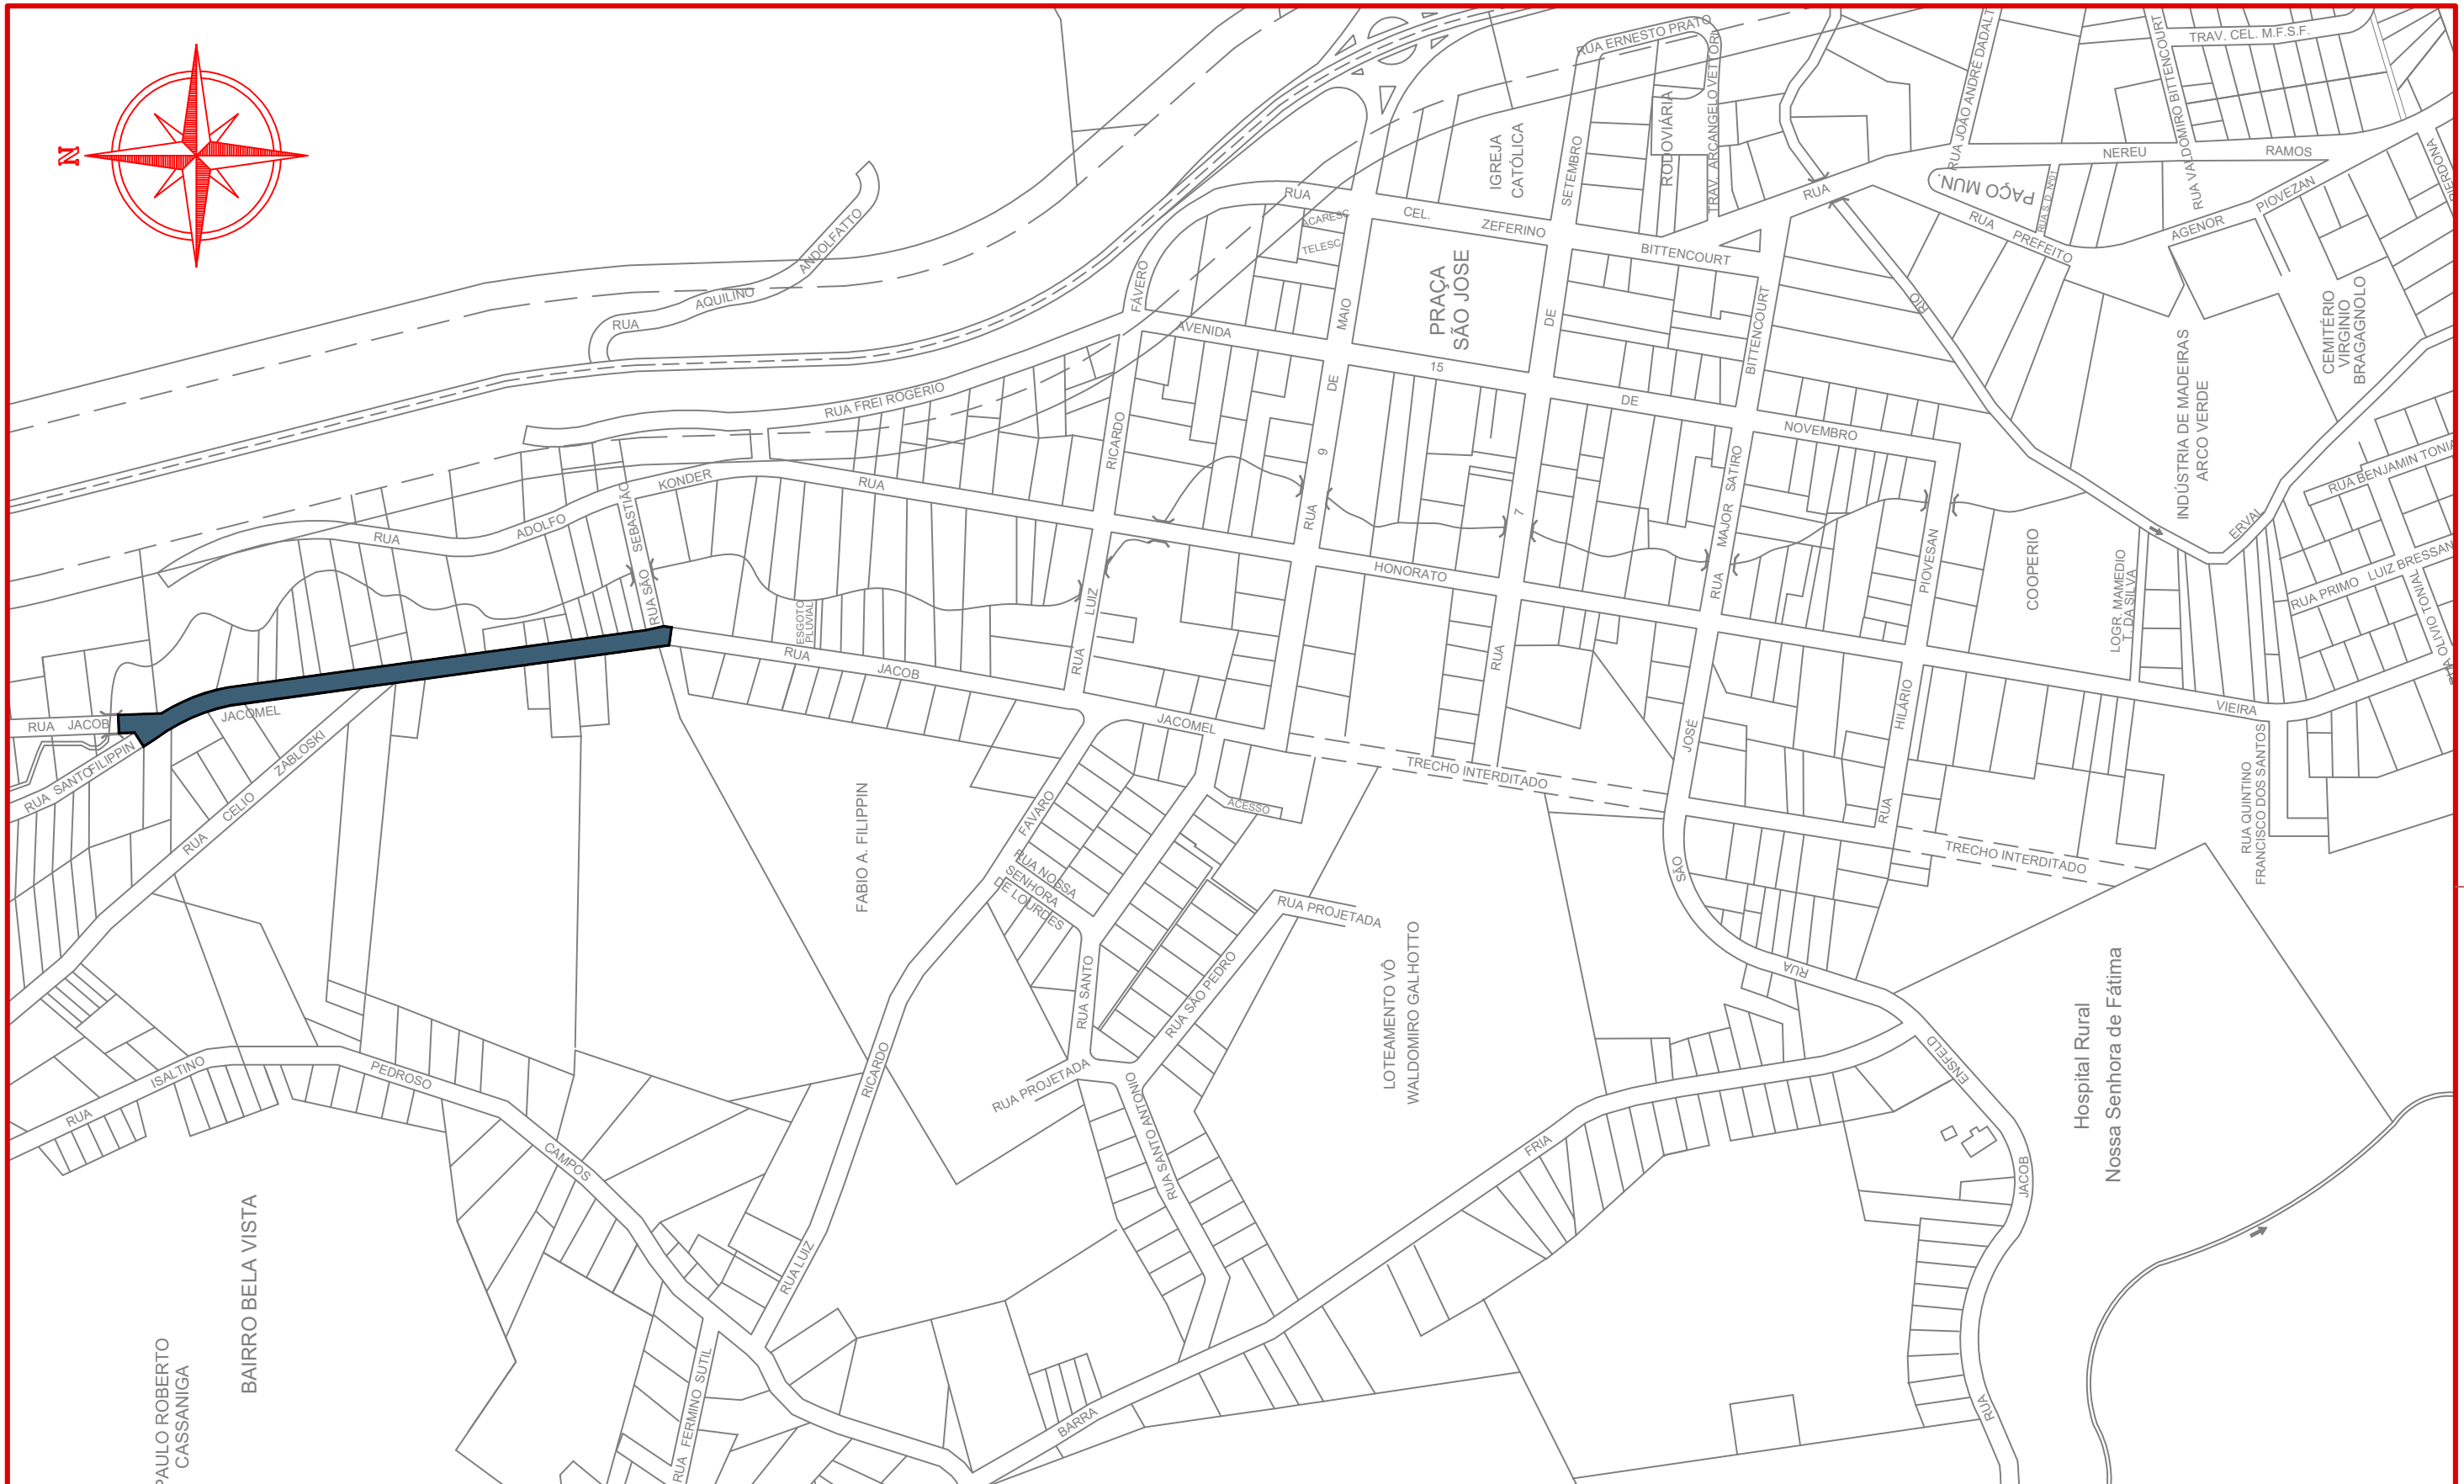 N
RUA ERNESTO PRATO
TRAV. ARCANGELO VETTORI
RODOVIÁRIA
IGREJA
CATÓLICA
SETEMBRO
RUA JOÃO ANDRÉ DADALT
RUA VALDOMIRO BITTENCOURT
TRAV. CEL. M.F.S.F.
NEREU
RAMOS
PAÇO MUN.
RUA S. D. Nº01
RUA
PREFEITO
AGENOR
PIOVEZAN
PIERDONA
RUA
RUA
CEL.
ZEFERINO
BITTENCOURT
ACARESC
TELESC
FÁVERO
MAIO
PRAÇA
SÃO JOSE
DE
BITTENCOURT
RIO
CEMITÉRIO
VIRGINIO
BRAGAGNOLO
INDÚSTRIA DE MADEIRAS
ARCO VERDE
ANDOLFATTO
AQUILINO
RUA
AVENIDA
15
DE
NOVEMBRO
RUA FREI ROGÉRIO
RICARDO
DE
9
RUA
7
SATIRO
MAJOR
RUA
PIOVESAN
COOPERIO
RUA BENJAMIN TONIA
ERVAL
RUA PRIMO LUIZ BRESSAN
RUA OLIVIO TONIAL
LOGR. MAMEDIO
T. DA SILVA
KONDER
RUA
SEBASTIÃO
RUA SÃO
ADOLFO
RUA
HONORATO
ESGOTO
PLUVIAL
LUIZ
RUA
RUA
RUA
JACOB
JACOMEL
VIEIRA
HILÁRIO
RUA
JOSÉ
SÃO
RUA
RUA JACOB
JACOMEL
RUA SANTO FILIPPIN
ZABLOSKI
CELIO
RUA
TRECHO INTERDITADO
TRECHO INTERDITADO
ACESSO
FAVARO
RUA NOSSA
SENHORA
DE LOURDES
FABIO A. FILIPPIN
RUA PROJETADA
RUA QUINTINO
FRANCISCO DOS SANTOS
RUA SANTO
RUA SÃO PEDRO
LOTEAMENTO VÔ
WALDOMIRO GALHOTTO
Hospital Rural
Nossa Senhora de Fátima
ENSFELD
JACOB
RUA
ISALTINO
RUA
PEDROSO
CAMPOS
RICARDO
RUA LUIZ
RUA PROJETADA
RUA SANTO ANTONIO
FRIA
BARRA
BAIRRO BELA VISTA
PAULO ROBERTO
CASSANIGA
RUA FERMINO SUTIL